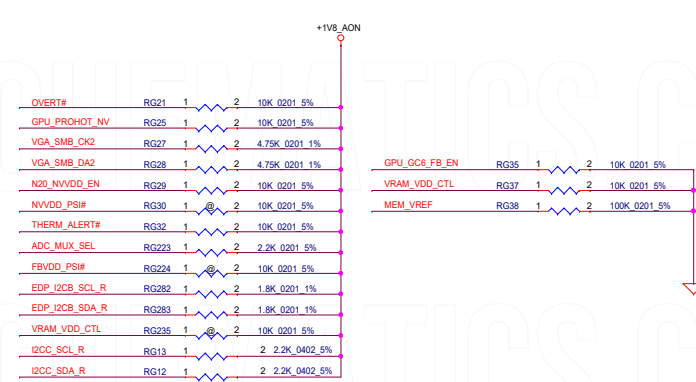 +1V8_AON
OVERT# RG21 1 2 10K_0201_5%
GPU_PROHOT_NV RG25 1 2 10K_0201_5%
VGA_SMB_CK2 RG27 1 2 4.75K_0201_1%
VGA_SMB_DA2 RG28 1 2 4.75K_0201_1%
GPU_GC6_FB_EN RG35 1 2 10K_0201_5%
N20_NVVDD_EN RG29 1 2 10K_0201_5%
VRAM_VDD_CTL RG37 1 2 10K_0201_5%
NVVDD_PSI# RG30 1 @ 2 10K_0201_5%
MEM_VREF RG38 1 2 100K_0201_5%
THERM_ALERT# RG32 1 2 10K_0201_5%
ADC_MUX_SEL RG223 1 2 2.2K_0201_5%
FBVDD_PSI# RG224 1 @ 2 10K_0201_5%
EDP_I2CB_SCL_R RG282 1 2 1.8K_0201_1%
EDP_I2CB_SDA_R RG283 1 2 1.8K_0201_1%
VRAM_VDD_CTL RG235 1 @ 2 10K_0201_5%
I2CC_SCL_R RG13 1 2 2.2K_0402_5%
I2CC_SDA_R RG12 1 2 2.2K_0402_5%